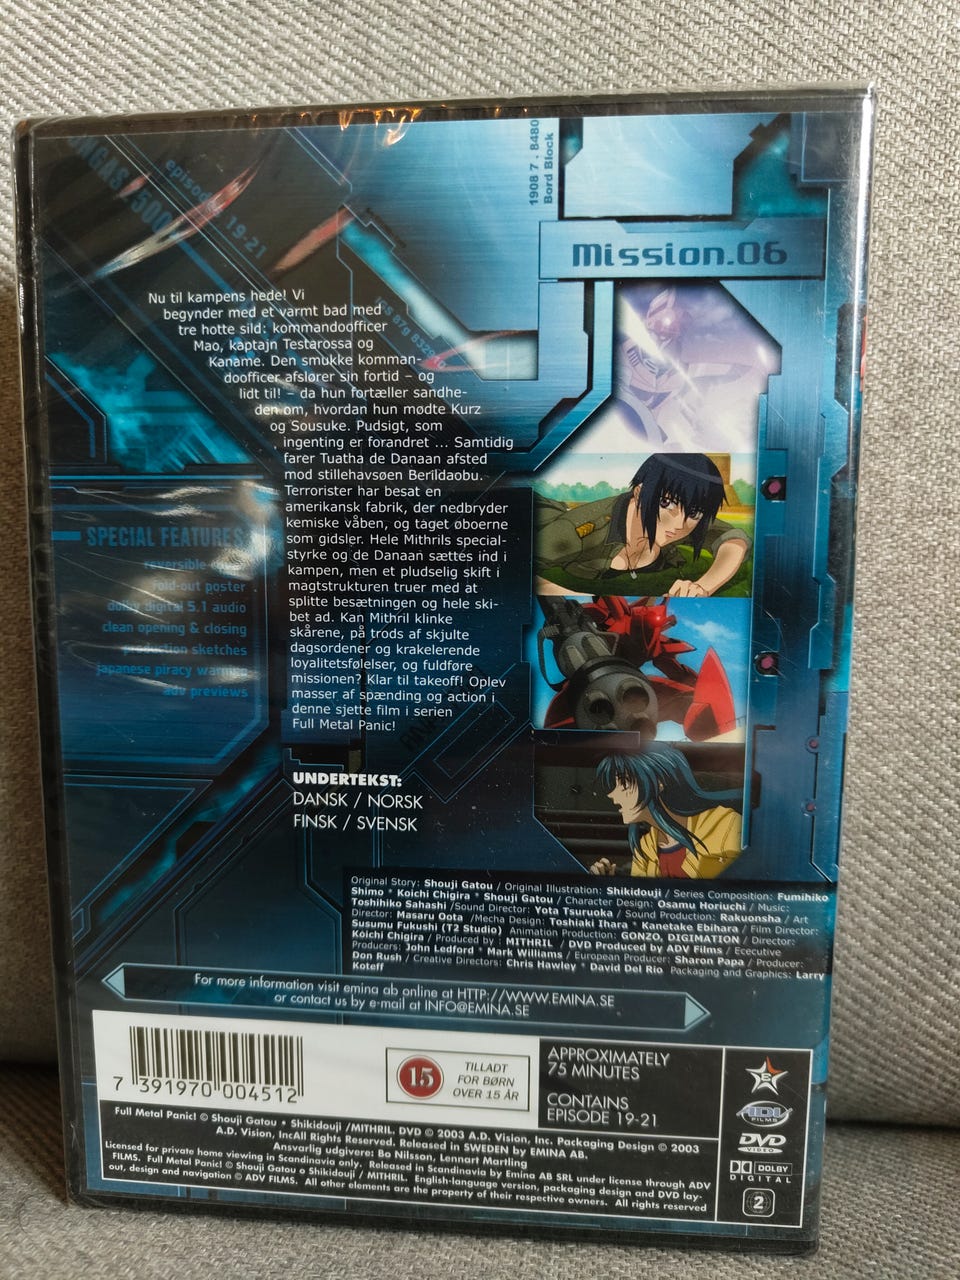 episode 19-21
1908 7 . 8480
Bord Block
Mission.06
Nu til kampens hede! Vi
begynder med et varmt bad med
tre hotte sild: kommandoofficer
Mao, kaptajn Testarossa og
Kaname. Den smukke komman-
doofficer afslører sin fortid – og
lidt til! – da hun fortæller sandhe-
den om, hvordan hun mødte Kurz
og Sousuke. Pudsigt, som
ingenting er forandret ... Samtidig
farer Tuatha de Danaan afsted
mod stillehavsøen Berildaobu.
Terrorister har besat en
amerikansk fabrik, der nedbryder
kemiske våben, og taget øboerne
som gidsler. Hele Mithrils special-
styrke og de Danaan sættes ind i
kampen, men et pludselig skift i
magtstrukturen truer med at
splitte besætningen og hele ski-
bet ad. Kan Mithril klinke
skårene, på trods af skjulte
dagsordener og krakelerende
loyalitetsfølelser, og fuldføre
missionen? Klar til takeoff! Oplev
masser af spænding og action i
denne sjette film i serien
Full Metal Panic!
SPECIAL FEATURES
reversible
fold-out poster
dolby digital 5.1 audio
clean opening & closing
production sketches
japanese piracy warning
adv previews
UNDERTEKST:
DANSK / NORSK
FINSK / SVENSK
Original Story: Shouji Gatou / Original Illustration: Shikidouji / Series Composition: Fumihiko
Shimo * Koichi Chigira * Shouji Gatou / Character Design: Osamu Horiuchi / Music:
Toshihiko Sahashi /Sound Director: Yota Tsuruoka / Sound Production: Rakuonsha / Art
Director: Masaru Oota /Mecha Design: Toshiaki Ihara * Kanetake Ebihara / Film Director:
Susumu Fukushi (T2 Studio) Animation Production: GONZO, DIGIMATION / Director:
Koichi Chigira / Produced by : MITHRIL / DVD Produced by ADV Films / Ececutive
Producers: John Ledford * Mark Williams / European Producer: Sharon Papa / Producer:
Don Rush / Creative Directors: Chris Hawley * David Del Rio Packaging and Graphics: Larry
Koteff
For more information visit emina ab online at HTTP://WWW.EMINA.SE
or contact us by e-mail at INFO@EMINA.SE
7 391970 004512
15
TILLADT
FOR BØRN
OVER 15 ÅR
APPROXIMATELY
75 MINUTES
CONTAINS
EPISODE 19-21
E
ADV
FILMS
DVD
VIDEO
DOLBY
DIGITAL
2
Full Metal Panic! © Shouji Gatou • Shikidouji /MITHRIL. DVD © 2003 A.D. Vision, Inc. Packaging Design © 2003
A.D. Vision, IncAll Rights Reserved. Released in SWEDEN by EMINA AB.
Ansvarlig udgivere: Bo Nilsson, Lennart Martling
Licensed for private home viewing in Scandinavia only. Released in Scandinavia by Emina AB SRL under license through ADV
FILMS. Full Metal Panic! © Shouji Gatou o Shikidouji / MITHRIL. English-language version, packaging design and DVD lay-
out, design and navigation © ADV FILMS. All other elements are the property of their respective owners. All rights reserved